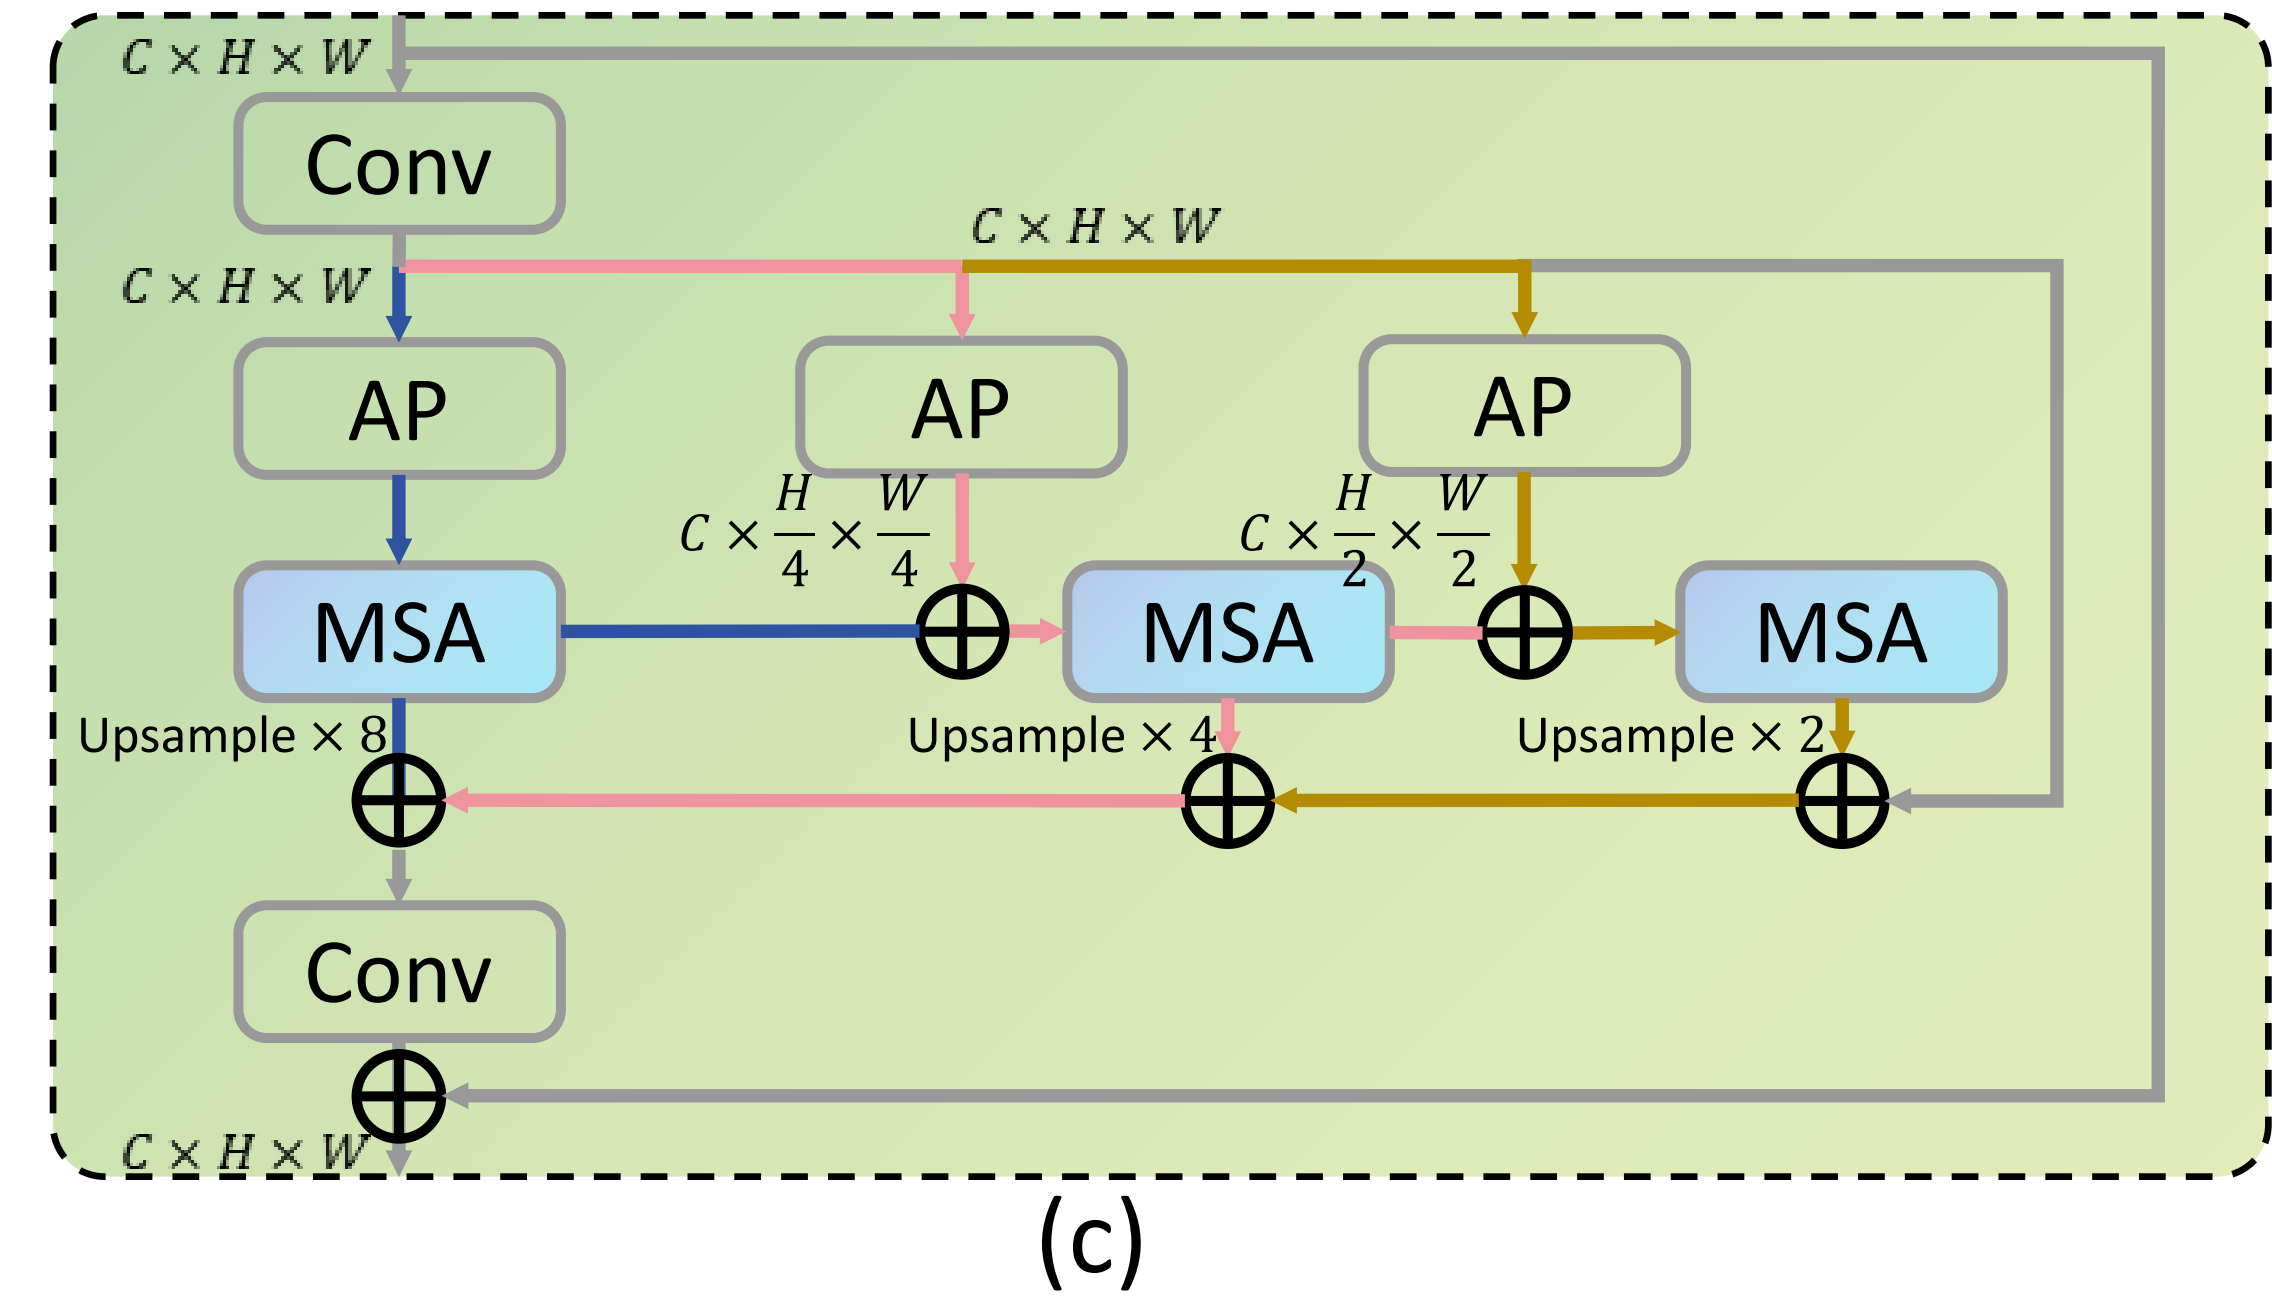 C × H × W
Conv
C × H × W
C × H × W
AP
AP
AP
C × H/4 × W/4
C × H/2 × W/2
MSA
MSA
MSA
Upsample × 8
Upsample × 4
Upsample × 2
Conv
C × H × W
(c)